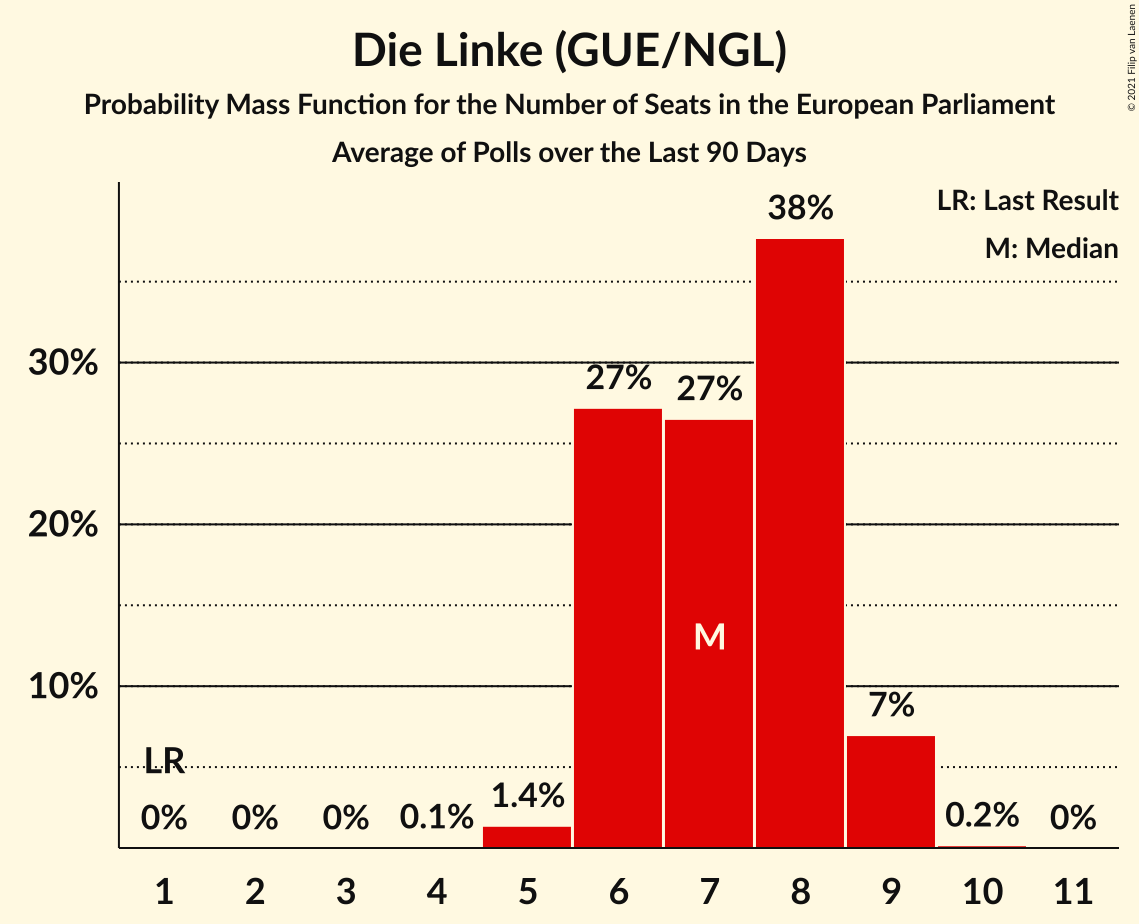 Die Linke (GUE/NGL)
Probability Mass Function for the Number of Seats in the European Parliament
Average of Polls over the Last 90 Days
© 2021 Filip van Laenen
LR: Last Result
M: Median
38%
30%
27%
27%
20%
M
10%
7%
LR
1.4%
0%
0%
0%
0.1%
0.2%
0%
1 2 3 4 5 6 7 8 9 10 11